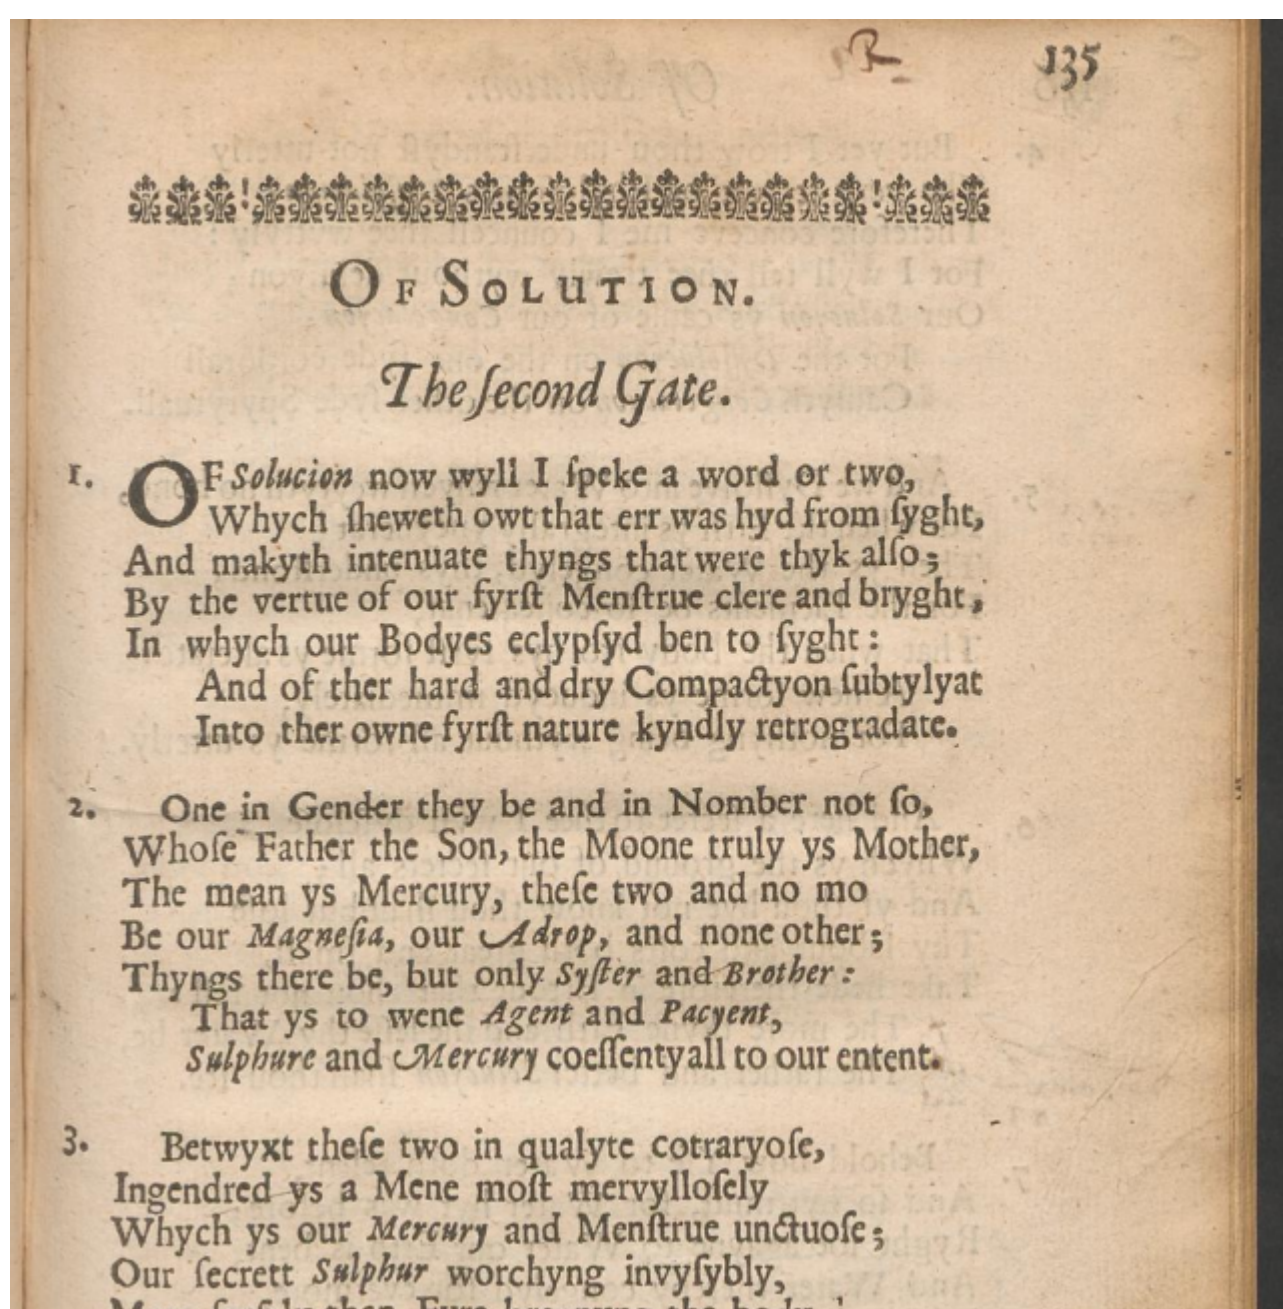 R
135
OF SOLUTION.
The ſecond Gate.
1. OF Solucion now wyll I ſpeke a word or two,
Whych ſheweth owt that err was hyd from ſyght,
And makyth intenuate thyngs that were thyk alſo;
By the vertue of our fyrſt Menſtrue clere and bryght,
In whych our Bodyes eclypſyd ben to ſyght:
And of ther hard and dry Compactyon ſubtylyat
Into ther owne fyrſt nature kyndly retrogradate.
2. One in Gender they be and in Nomber not ſo,
Whoſe Father the Son, the Moone truly ys Mother,
The mean ys Mercury, theſe two and no mo
Be our Magneſia, our Adrop, and none other;
Thyngs there be, but only Syſter and Brother:
That ys to wene Agent and Pacyent,
Sulphure and Mercury coeſſentyall to our entent.
3. Betwyxt theſe two in qualyte cotraryoſe,
Ingendred ys a Mene moſt mervylloſely
Whych ys our Mercury and Menſtrue unctuoſe;
Our ſecrett Sulphur worchyng invyſybly,